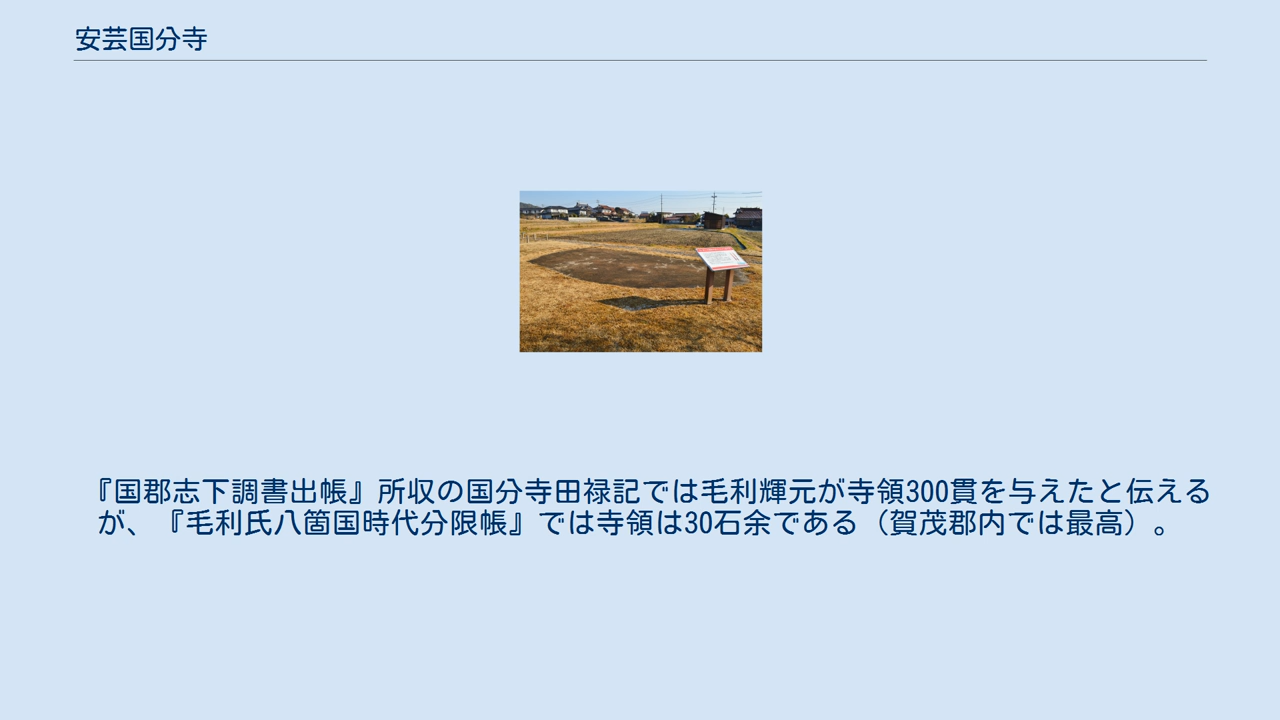 安芸国分寺
『国郡志下調書出帳』所収の国分寺田禄記では毛利輝元が寺領300貫を与えたと伝える
が、『毛利氏八箇国時代分限帳』では寺領は30石余である（賀茂郡内では最高）。